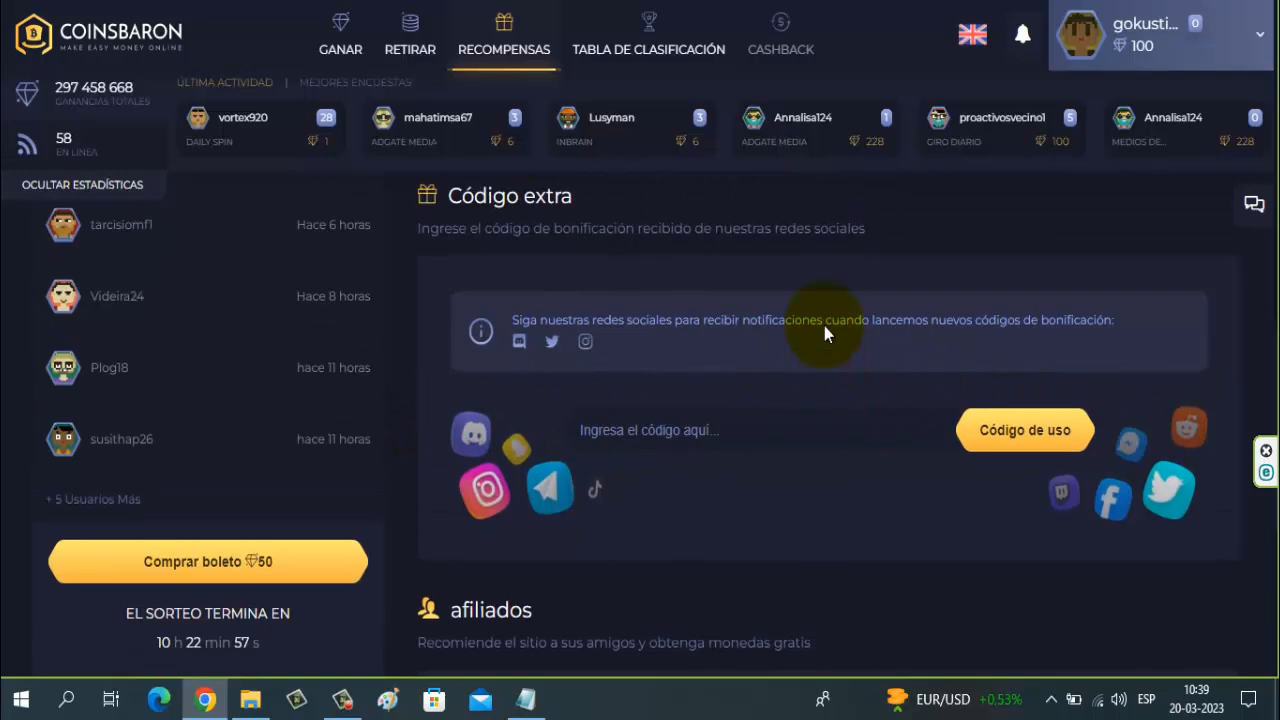 COINSBARON
MAKE EASY MONEY ONLINE
GANAR
RETIRAR
RECOMPENSAS
TABLA DE CLASIFICACIÓN
CASHBACK
gokusti... 0
100
297 458 668
GANANCIAS TOTALES
58
EN LINEA
OCULTAR ESTADÍSTICAS
ÚLTIMA ACTIVIDAD | MEJORES ENCUESTAS
vortex920 28
DAILY SPIN 1
mahatimsa67 3
ADGATE MEDIA 6
Lusyman 3
INBRAIN 6
Annalisa124 1
ADGATE MEDIA 228
proactivosvecino1 5
GIRO DIARIO 100
Annalisa124 0
MEDIOS DE... 228
tarcisiomf1 Hace 6 horas
Videira24 Hace 8 horas
Plog18 hace 11 horas
susithap26 hace 11 horas
+ 5 Usuarios Más
Comprar boleto 50
EL SORTEO TERMINA EN
10 h 22 min 57 s
Código extra
Ingrese el código de bonificación recibido de nuestras redes sociales
Siga nuestras redes sociales para recibir notificaciones cuando lancemos nuevos códigos de bonificación:
Ingresa el código aquí...
Código de uso
afiliados
Recomiende el sitio a sus amigos y obtenga monedas gratis
EUR/USD +0,53%
ESP
10:39
20-03-2023